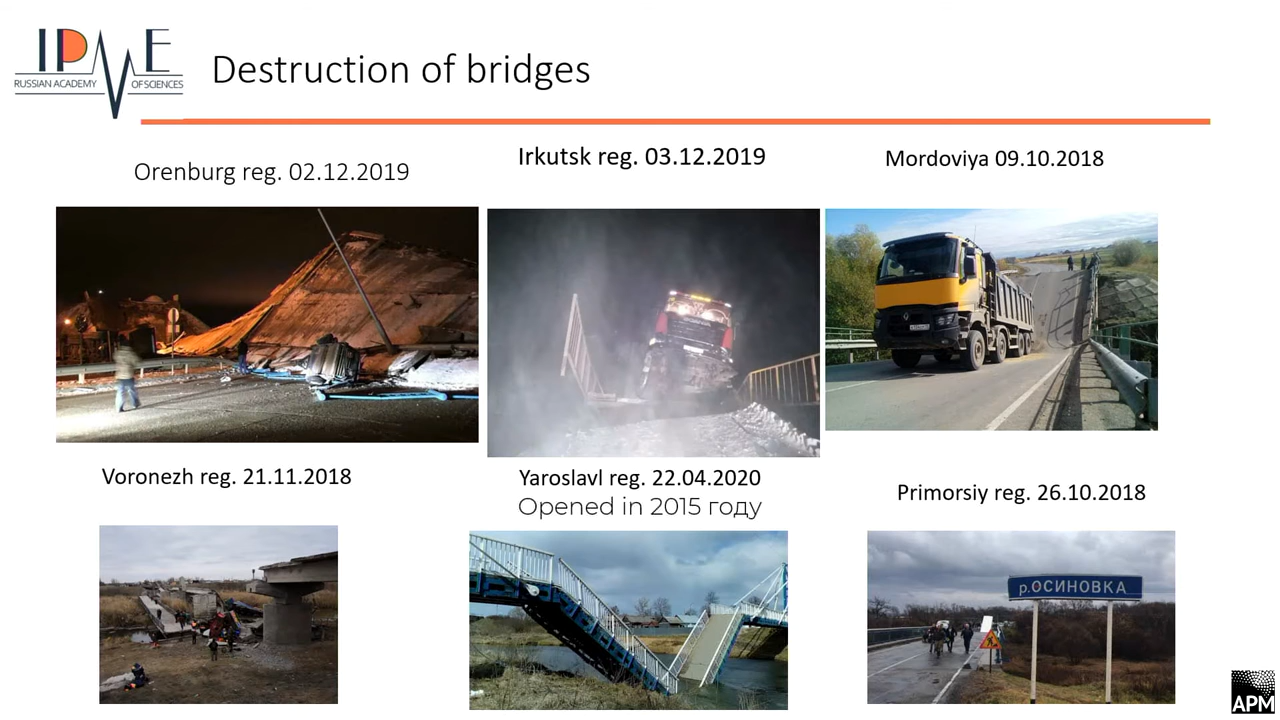 IPME
RUSSIAN ACADEMY OF SCIENCES
Destruction of bridges
Orenburg reg. 02.12.2019
Irkutsk reg. 03.12.2019
Mordoviya 09.10.2018
Voronezh reg. 21.11.2018
Yaroslavl reg. 22.04.2020
Opened in 2015 году
Primorsiy reg. 26.10.2018
р.ОСИНОВКА
APM